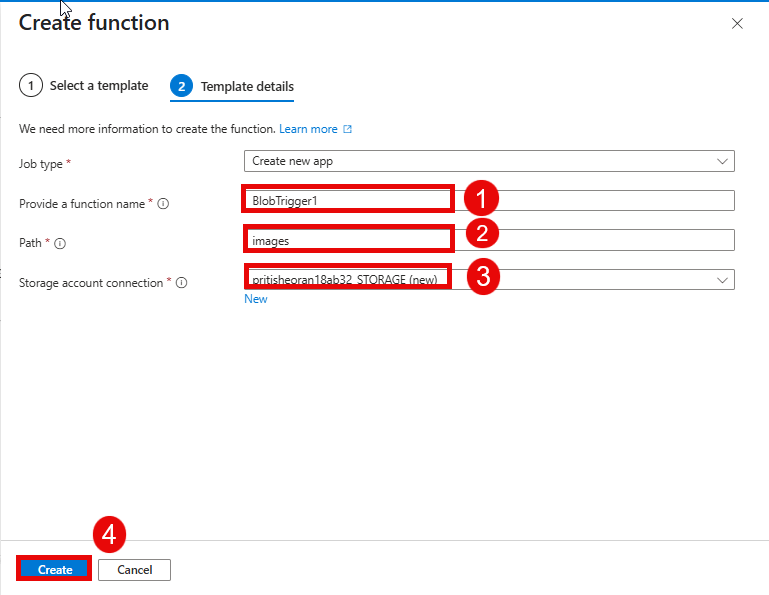 Create function
1 Select a template 2 Template details
We need more information to create the function. Learn more
Job type * Create new app
Provide a function name * BlobTrigger1 1
Path * images 2
Storage account connection * pritisheoran18ab32_STORAGE (new) 3
New
4
Create Cancel